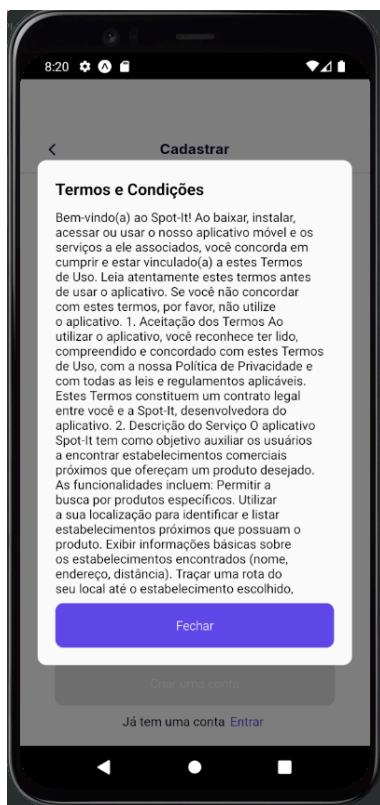 8:20
Cadastrar
Termos e Condições
Bem-vindo(a) ao Spot-It! Ao baixar, instalar,
acessar ou usar o nosso aplicativo móvel e os
serviços a ele associados, você concorda em
cumprir e estar vinculado(a) a estes Termos
de Uso. Leia atentamente estes termos antes
de usar o aplicativo. Se você não concordar
com estes termos, por favor, não utilize
o aplicativo. 1. Aceitação dos Termos Ao
utilizar o aplicativo, você reconhece ter lido,
compreendido e concordado com estes Termos
de Uso, com a nossa Política de Privacidade e
com todas as leis e regulamentos aplicáveis.
Estes Termos constituem um contrato legal
entre você e a Spot-It, desenvolvedora do
aplicativo. 2. Descrição do Serviço O aplicativo
Spot-It tem como objetivo auxiliar os usuários
a encontrar estabelecimentos comerciais
próximos que ofereçam um produto desejado.
As funcionalidades incluem: Permitir a
busca por produtos específicos. Utilizar
a sua localização para identificar e listar
estabelecimentos próximos que possuam o
produto. Exibir informações básicas sobre
os estabelecimentos encontrados (nome,
endereço, distância). Traçar uma rota do
seu local até o estabelecimento escolhido,
Fechar
Criar uma conta
Já tem uma conta Entrar